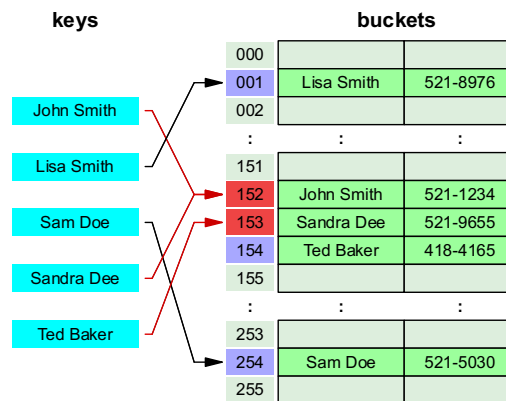 keys buckets
000
001 Lisa Smith 521-8976
John Smith
002
: : :
Lisa Smith
151
152 John Smith 521-1234
Sam Doe
153 Sandra Dee 521-9655
154 Ted Baker 418-4165
Sandra Dee
155
: : :
Ted Baker
253
254 Sam Doe 521-5030
255